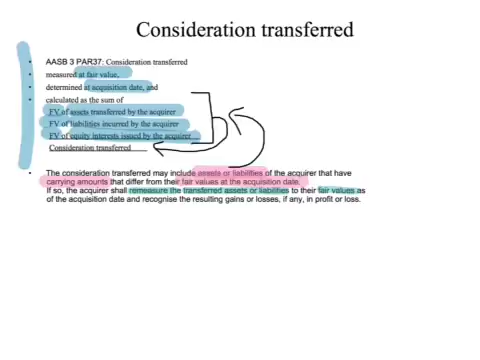 Consideration transferred
• AASB 3 PAR37: Consideration transferred
• measured at fair value,
• determined at acquisition date, and
• calculated as the sum of
FV of assets transferred by the acquirer
FV of liabilities incurred by the acquirer
FV of equity interests issued by the acquirer
Consideration transferred
• The consideration transferred may include assets or liabilities of the acquirer that have
carrying amounts that differ from their fair values at the acquisition date.
If so, the acquirer shall remeasure the transferred assets or liabilities to their fair values as
of the acquisition date and recognise the resulting gains or losses, if any, in profit or loss.